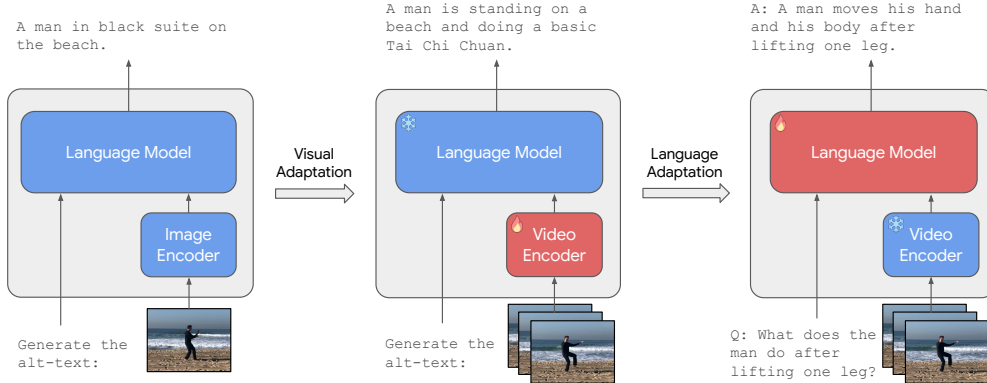 A man in black suite on
the beach.
Language Model
Image
Encoder
Generate the
alt-text:
Visual
Adaptation
A man is standing on a
beach and doing a basic
Tai Chi Chuan.
Language Model
Video
Encoder
Generate the
alt-text:
Language
Adaptation
A: A man moves his hand
and his body after
lifting one leg.
Language Model
Video
Encoder
Q: What does the
man do after
lifting one leg?